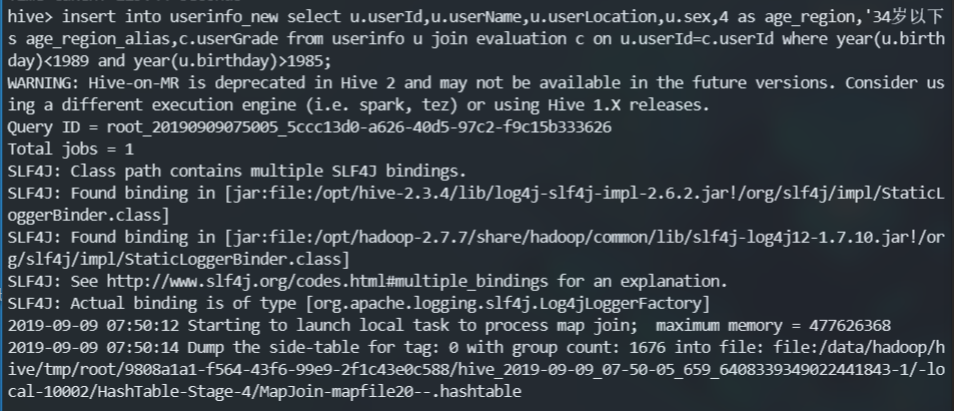 hive> insert into userinfo_new select u.userId,u.userName,u.userLocation,u.sex,4 as age_region,'34岁以下
s age_region_alias,c.userGrade from userinfo u join evaluation c on u.userId=c.userId where year(u.birth
day)<1989 and year(u.birthday)>1985;
WARNING: Hive-on-MR is deprecated in Hive 2 and may not be available in the future versions. Consider us
ing a different execution engine (i.e. spark, tez) or using Hive 1.X releases.
Query ID = root_20190909075005_5ccc13d0-a626-40d5-97c2-f9c15b333626
Total jobs = 1
SLF4J: Class path contains multiple SLF4J bindings.
SLF4J: Found binding in [jar:file:/opt/hive-2.3.4/lib/log4j-slf4j-impl-2.6.2.jar!/org/slf4j/impl/StaticL
oggerBinder.class]
SLF4J: Found binding in [jar:file:/opt/hadoop-2.7.7/share/hadoop/common/lib/slf4j-log4j12-1.7.10.jar!/or
g/slf4j/impl/StaticLoggerBinder.class]
SLF4J: See http://www.slf4j.org/codes.html#multiple_bindings for an explanation.
SLF4J: Actual binding is of type [org.apache.logging.slf4j.Log4jLoggerFactory]
2019-09-09 07:50:12 Starting to launch local task to process map join;  maximum memory = 477626368
2019-09-09 07:50:14 Dump the side-table for tag: 0 with group count: 1676 into file: file:/data/hadoop/h
ive/tmp/root/9808a1a1-f564-43f6-99e9-2f1c43e0c588/hive_2019-09-09_07-50-05_659_6408339349022441843-1/-lo
cal-10002/HashTable-Stage-4/MapJoin-mapfile20--.hashtable